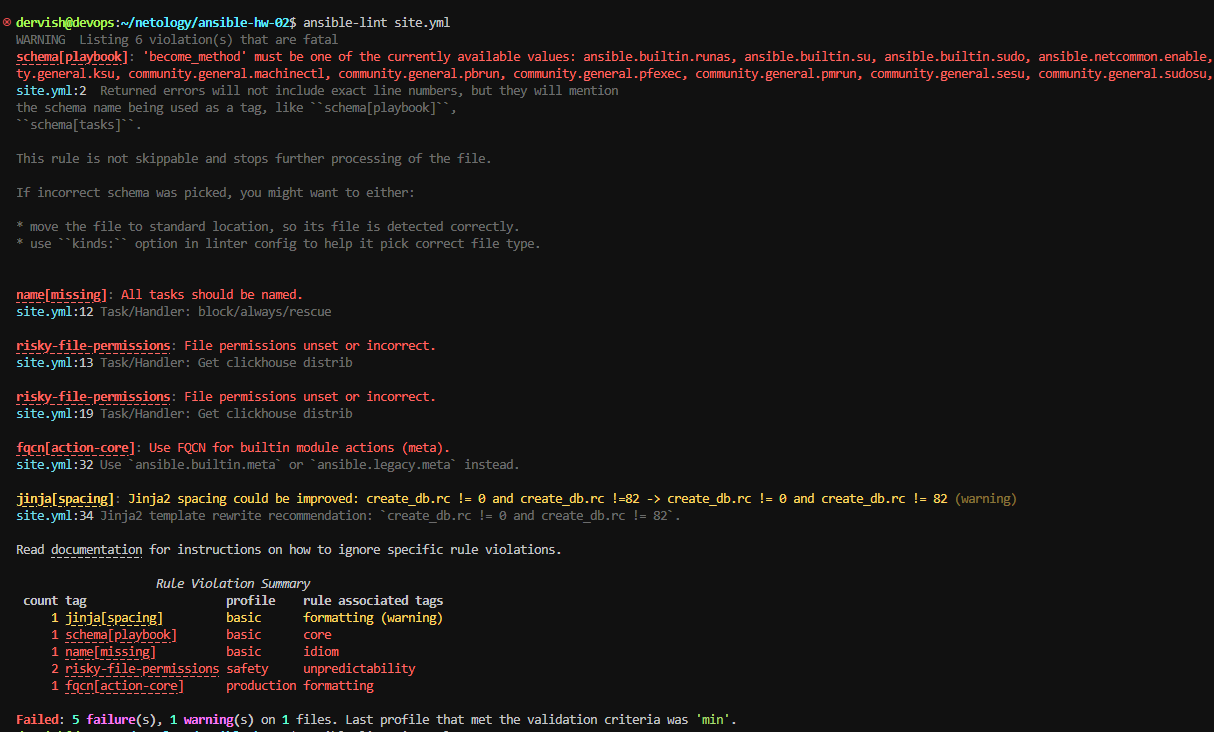 dervish@devops:~/netology/ansible-hw-02$ ansible-lint site.yml
WARNING  Listing 6 violation(s) that are fatal
schema[playbook]: 'become_method' must be one of the currently available values: ansible.builtin.runas, ansible.builtin.su, ansible.builtin.sudo, ansible.netcommon.enable,
ty.general.ksu, community.general.machinectl, community.general.pbrun, community.general.pfexec, community.general.pmrun, community.general.sesu, community.general.sudosu,
site.yml:2  Returned errors will not include exact line numbers, but they will mention
the schema name being used as a tag, like ``schema[playbook]``,
``schema[tasks]``.
This rule is not skippable and stops further processing of the file.
If incorrect schema was picked, you might want to either:
* move the file to standard location, so its file is detected correctly.
* use ``kinds:`` option in linter config to help it pick correct file type.
name[missing]: All tasks should be named.
site.yml:12 Task/Handler: block/always/rescue
risky-file-permissions: File permissions unset or incorrect.
site.yml:13 Task/Handler: Get clickhouse distrib
risky-file-permissions: File permissions unset or incorrect.
site.yml:19 Task/Handler: Get clickhouse distrib
fqcn[action-core]: Use FQCN for builtin module actions (meta).
site.yml:32 Use `ansible.builtin.meta` or `ansible.legacy.meta` instead.
jinja[spacing]: Jinja2 spacing could be improved: create_db.rc != 0 and create_db.rc !=82 -> create_db.rc != 0 and create_db.rc != 82 (warning)
site.yml:34 Jinja2 template rewrite recommendation: `create_db.rc != 0 and create_db.rc != 82`.
Read documentation for instructions on how to ignore specific rule violations.
Rule Violation Summary
count tag profile rule associated tags
1 jinja[spacing] basic formatting (warning)
1 schema[playbook] basic core
1 name[missing] basic idiom
2 risky-file-permissions safety unpredictability
1 fqcn[action-core] production formatting
Failed: 5 failure(s), 1 warning(s) on 1 files. Last profile that met the validation criteria was 'min'.